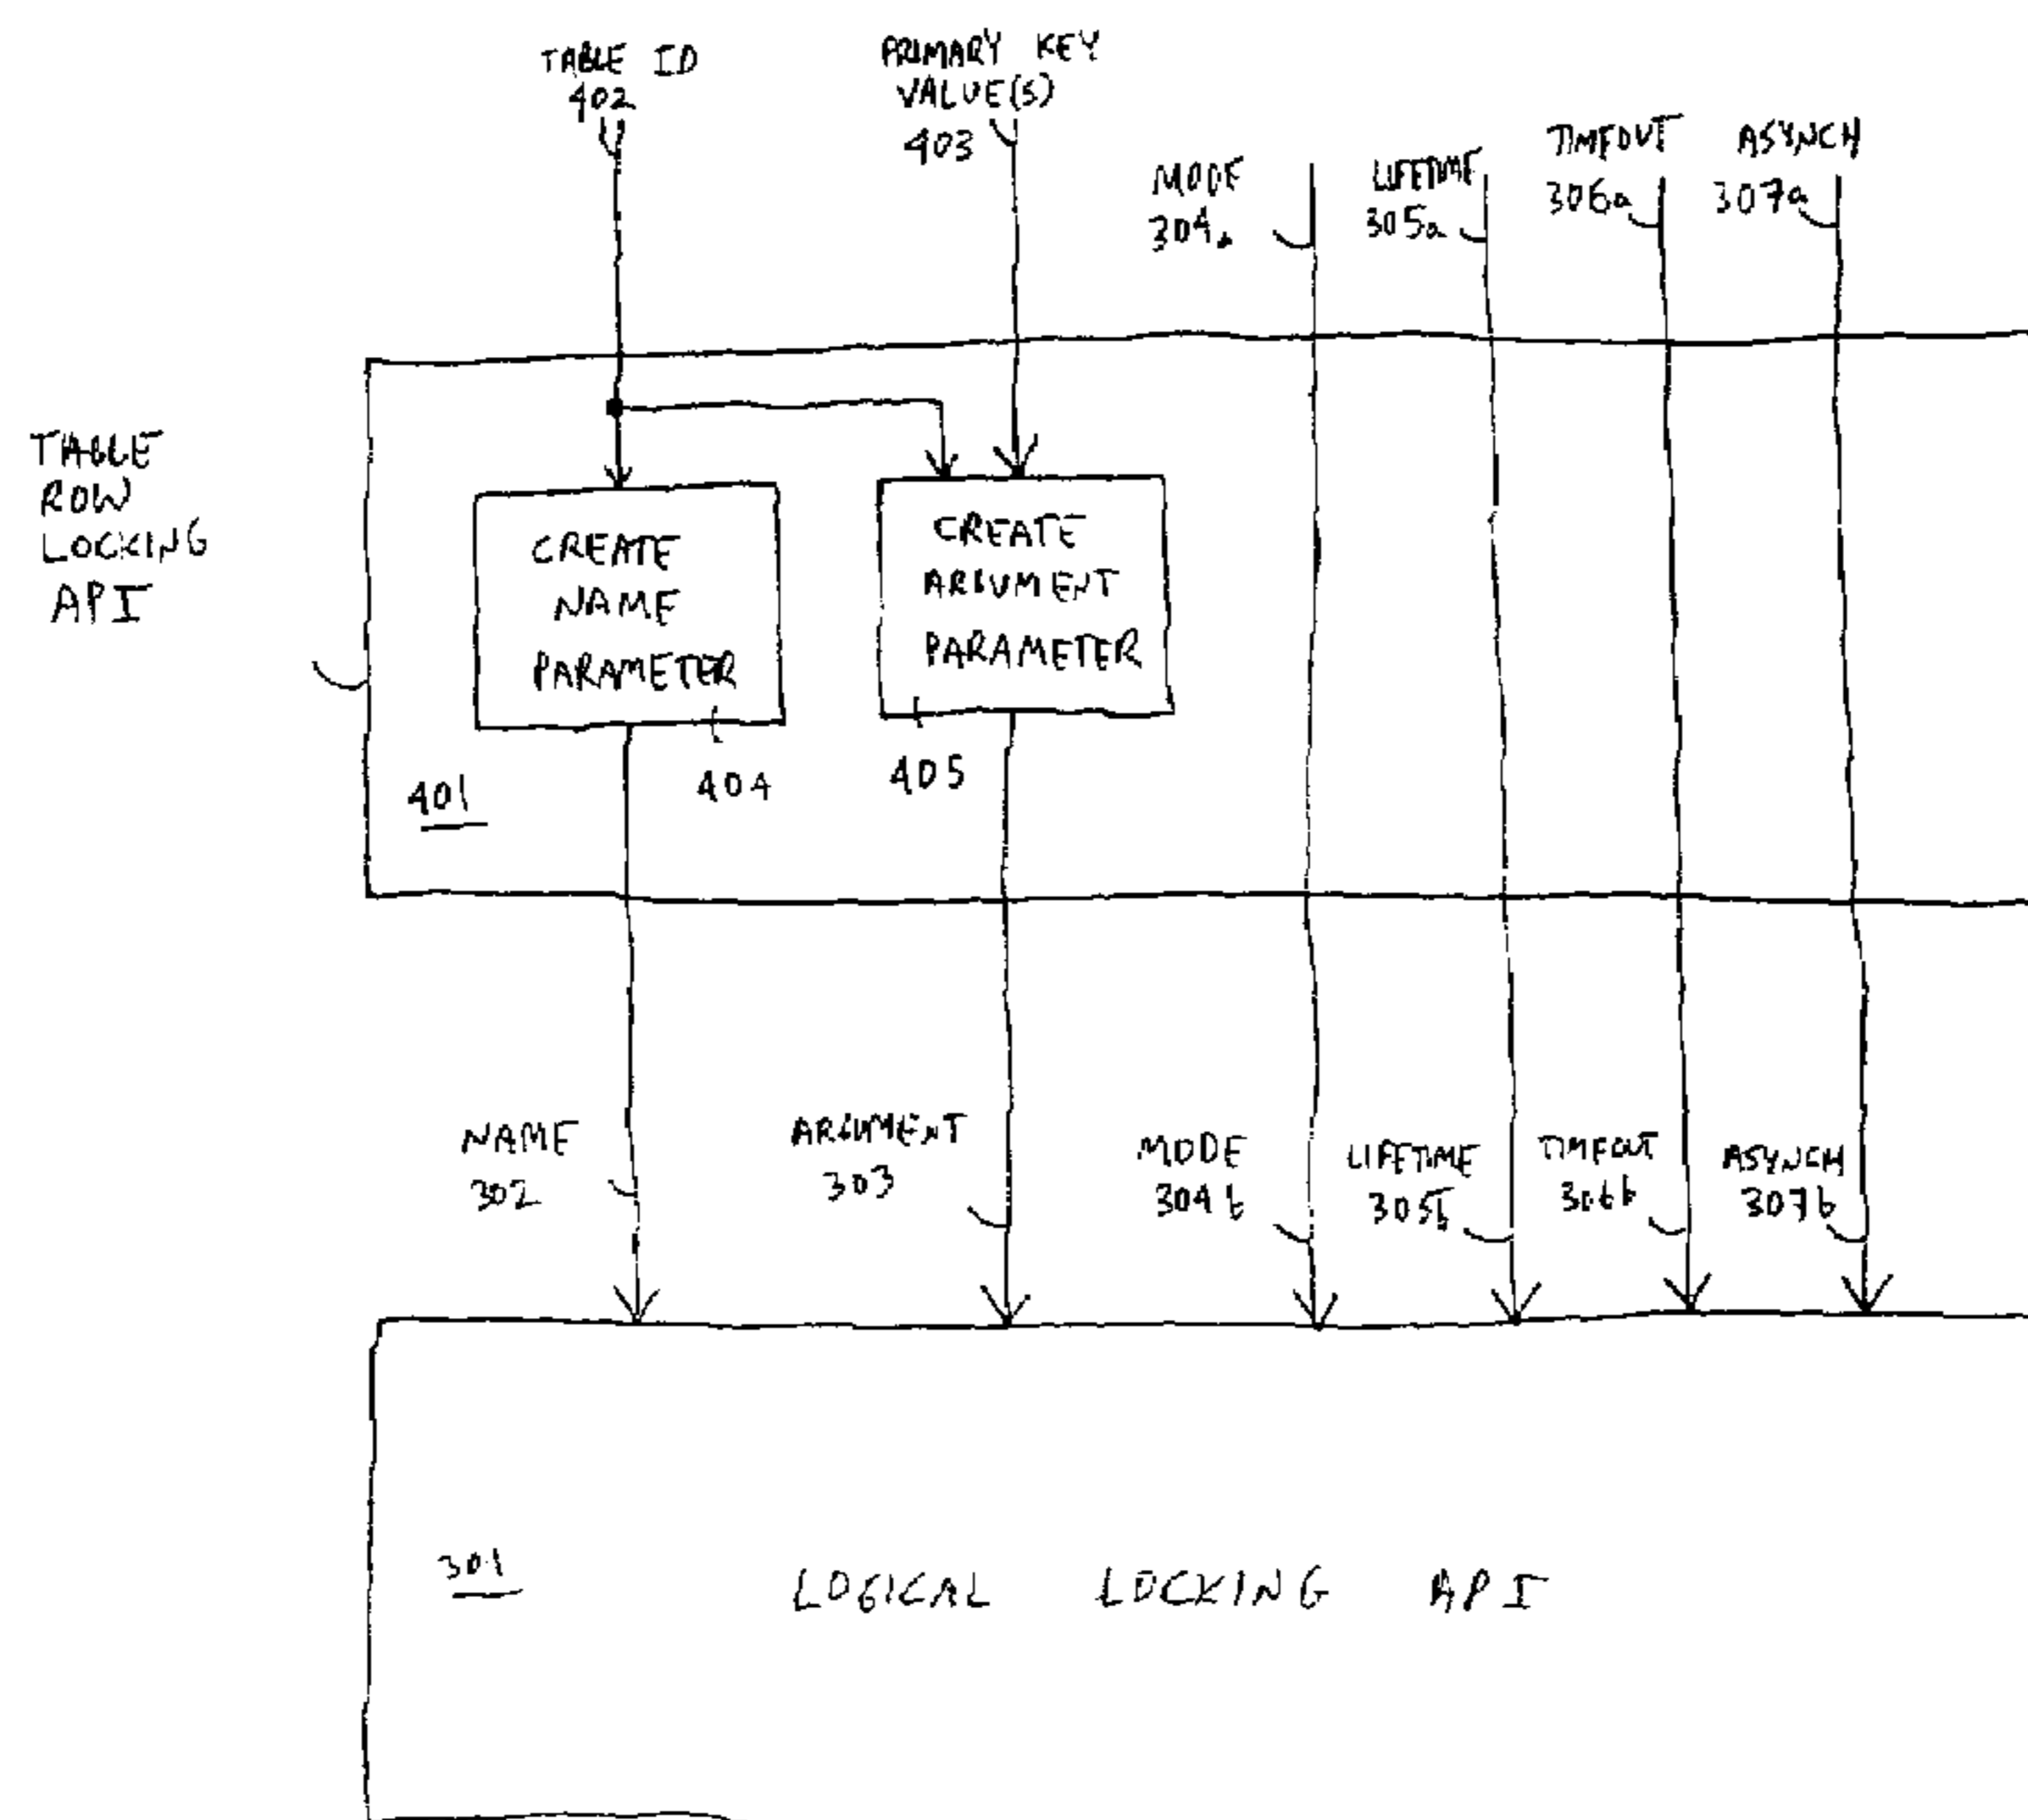 TABLE ID
402
PRIMARY KEY
VALUE(S)
403
MODE
304a
LIFETIME
305a
TIMEOUT
306a
ASYNCH
307a
TABLE
ROW
LOCKING
API
CREATE
NAME
PARAMETER
CREATE
ARGUMENT
PARAMETER
401
404
405
NAME
302
ARGUMENT
303
MODE
304b
LIFETIME
305b
TIMEOUT
306b
ASYNCH
307b
301
LOGICAL LOCKING API